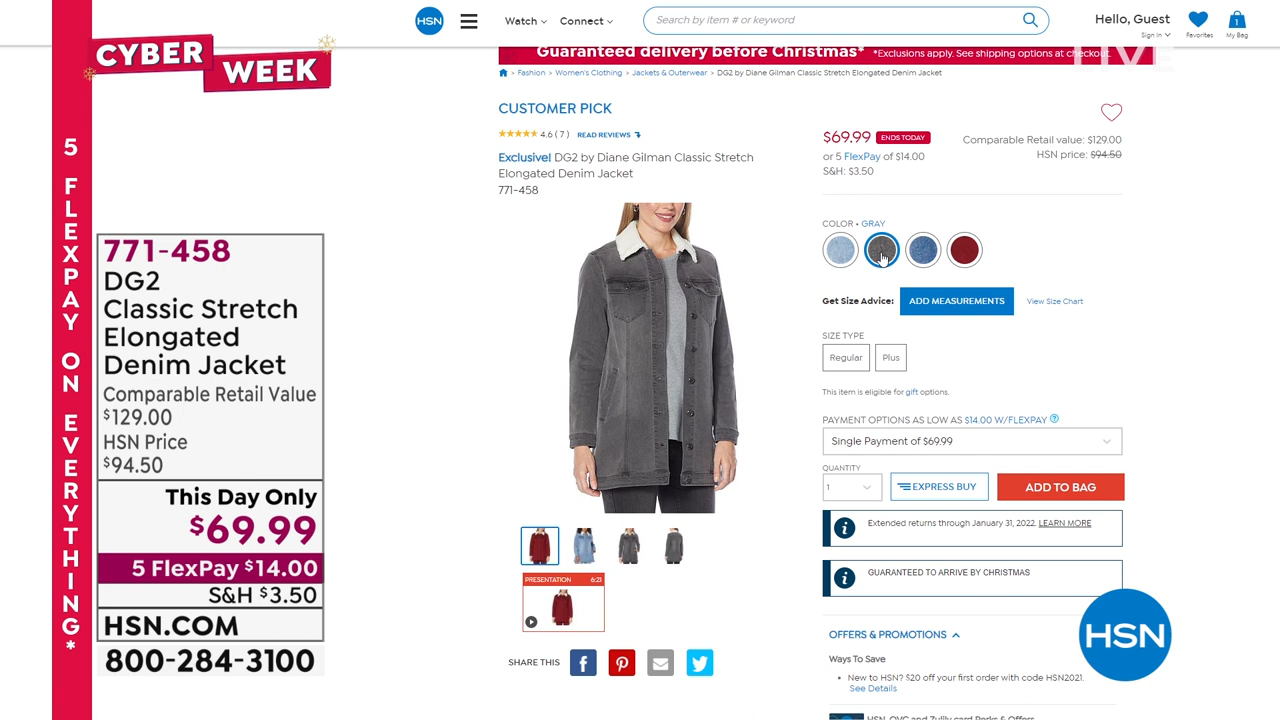 HSN
Watch
Connect
Search by item # or keyword
Hello, Guest
Sign in
Favorites
1
My Bag
CYBER
WEEK
Guaranteed delivery before Christmas* *Exclusions apply. See shipping options at checkout.
LIVE
> Fashion > Women's Clothing > Jackets & Outerwear > DG2 by Diane Gilman Classic Stretch Elongated Denim Jacket
CUSTOMER PICK
4.6 ( 7 ) READ REVIEWS
Exclusive! DG2 by Diane Gilman Classic Stretch
Elongated Denim Jacket
771-458
$69.99 ENDS TODAY
or 5 FlexPay of $14.00
S&H: $3.50
Comparable Retail value: $129.00
HSN price: $94.50
COLOR • GRAY
Get Size Advice: ADD MEASUREMENTS View Size Chart
SIZE TYPE
Regular Plus
This item is eligible for gift options.
PAYMENT OPTIONS AS LOW AS $14.00 W/FLEXPAY ?
Single Payment of $69.99
QUANTITY
1 EXPRESS BUY ADD TO BAG
i Extended returns through January 31, 2022. LEARN MORE
i GUARANTEED TO ARRIVE BY CHRISTMAS
OFFERS & PROMOTIONS
Ways To Save
• New to HSN? $20 off your first order with code HSN2021.
See Details
HSN, QVC and Zulily card Perks & Offers
PRESENTATION 6:21
SHARE THIS
HSN
5 FLEXPAY ON EVERYTHING*
771-458
DG2
Classic Stretch
Elongated
Denim Jacket
Comparable Retail Value
$129.00
HSN Price
$94.50
This Day Only
$69.99
5 FlexPay $14.00
S&H $3.50
HSN.COM
800-284-3100